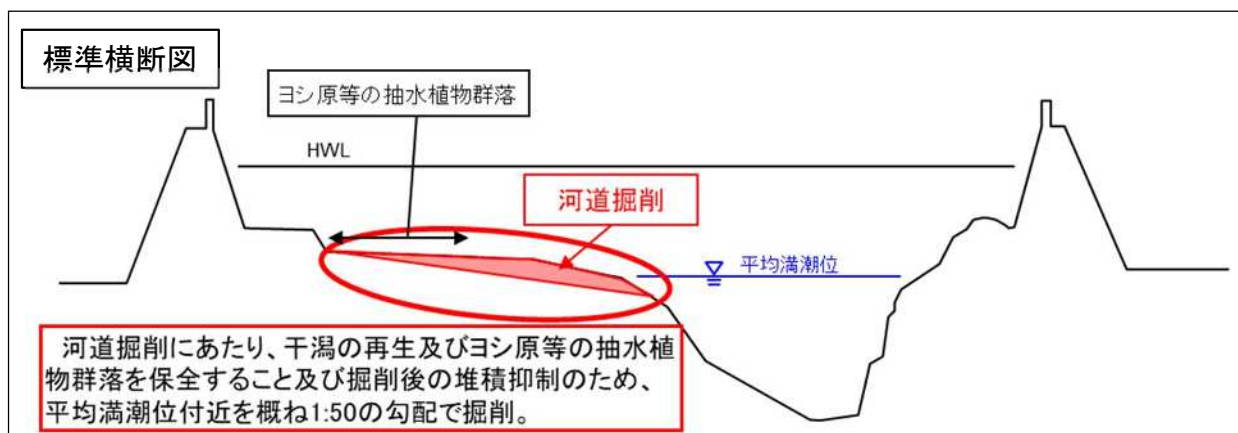 標準横断図
ヨシ原等の抽水植物群落
HWL
河道掘削
平均満潮位
河道掘削にあたり、干潟の再生及びヨシ原等の抽水植
物群落を保全すること及び掘削後の堆積抑制のため、
平均満潮位付近を概ね1:50の勾配で掘削。